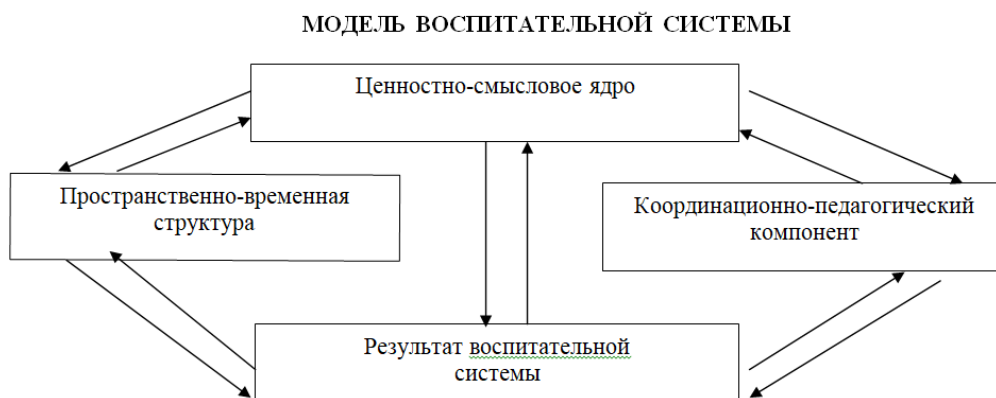 МОДЕЛЬ ВОСПИТАТЕЛЬНОЙ СИСТЕМЫ
Ценностно-смысловое ядро
Пространственно-временная
структура
Координационно-педагогический
компонент
Результат воспитательной
системы